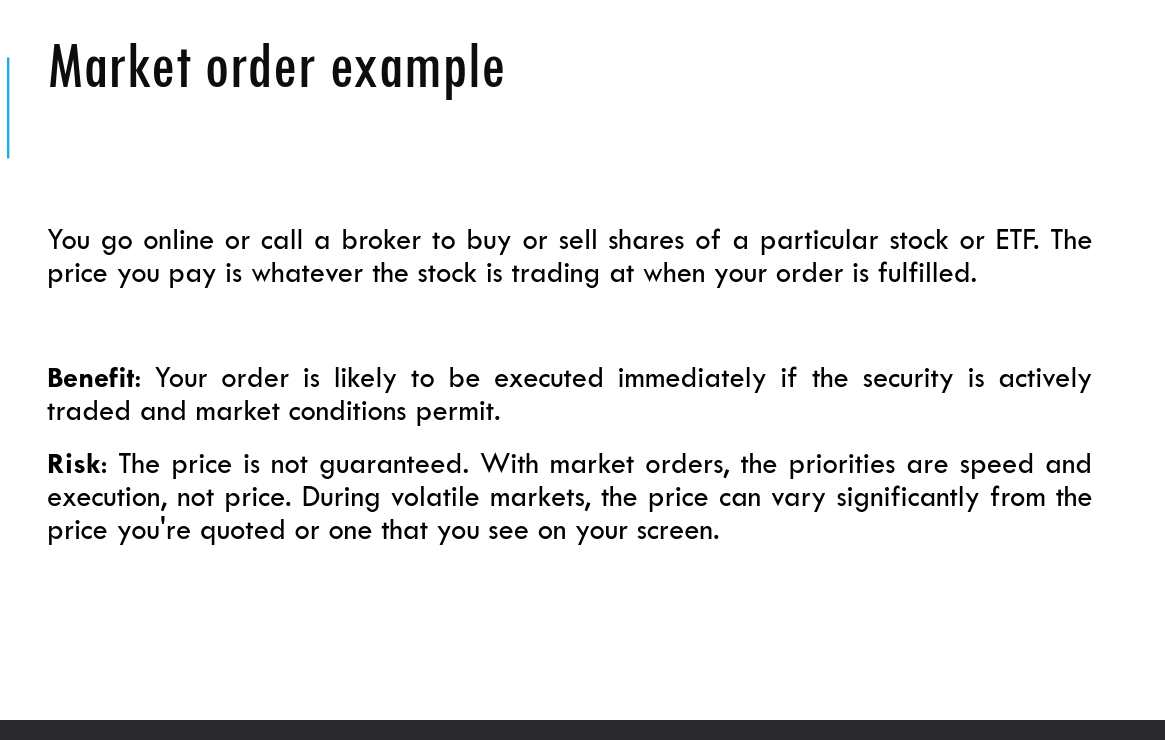 Market order example
You go online or call a broker to buy or sell shares of a particular stock or ETF. The
price you pay is whatever the stock is trading at when your order is fulfilled.
Benefit: Your order is likely to be executed immediately if the security is actively
traded and market conditions permit.
Risk: The price is not guaranteed. With market orders, the priorities are speed and
execution, not price. During volatile markets, the price can vary significantly from the
price you're quoted or one that you see on your screen.